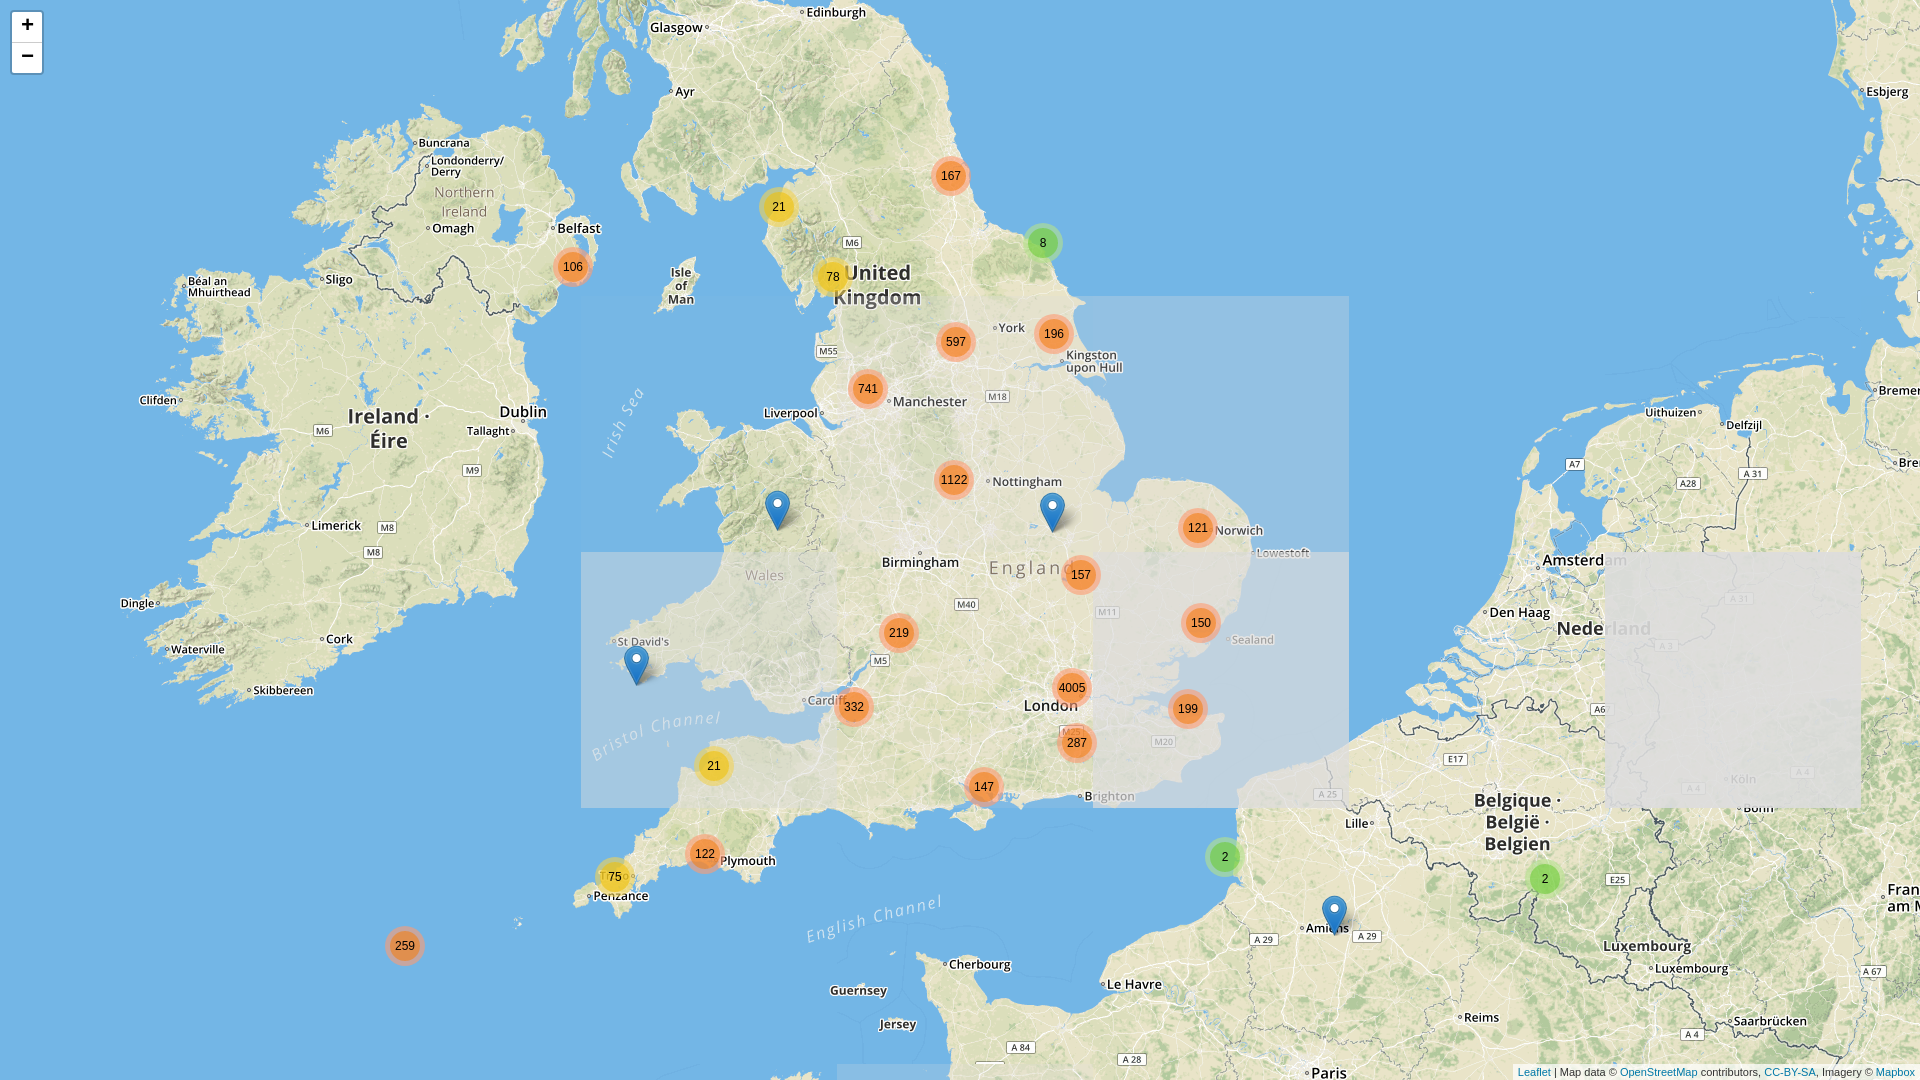 +
−
Edinburgh
Glasgow
Ayr
Esbjerg
Buncrana
Londonderry/
Derry
Northern
Ireland
Omagh
Belfast
167
21
8
M6
106
78
United
Kingdom
Isle
of
Man
Sligo
Béal an
Mhuirthead
York
597
196
Kingston
upon Hull
M55
741
Manchester
M18
Liverpool
Irish Sea
Clifden
Ireland ·
Éire
Dublin
Tallaght
M6
M9
Uithuizen
Delfzijl
A7
A 31
A28
1122
Nottingham
121
Norwich
Lowestoft
Limerick
M8
M8
Birmingham
England
157
Wales
Amsterdam
A 31
Dingle
M40
M11
Den Haag
Cork
Waterville
219
150
Sealand
Nederland
A 3
St David's
M5
Skibbereen
4005
London
Cardiff
332
199
Bristol Channel
M25
287
M20
E17
21
147
Brighton
A 25
Köln
A 4
A 4
Bonn
Belgique ·
België ·
Belgien
Lille
122
Plymouth
2
75
Penzance
2
E25
English Channel
Amiens
A 29
A 29
259
Luxembourg
Luxembourg
A 67
Cherbourg
Le Havre
Guernsey
Jersey
Reims
Saarbrücken
A 84
A 28
A 4
Paris
Leaflet | Map data © OpenStreetMap contributors, CC-BY-SA, Imagery © Mapbox